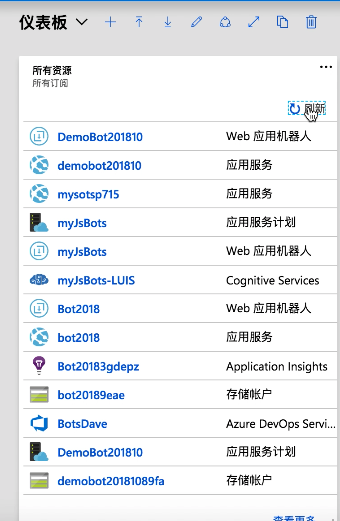 仪表板
所有资源
所有订阅
刷新
DemoBot201810 Web 应用机器人
demobot201810 应用服务
mysotsp715 应用服务
myJsBots 应用服务计划
myJsBots Web 应用机器人
myJsBots-LUIS Cognitive Services
Bot2018 Web 应用机器人
bot2018 应用服务
Bot20183gdepz Application Insights
bot20189eae 存储帐户
BotsDave Azure DevOps Servi...
DemoBot201810 应用服务计划
demobot20181089fa 存储帐户
查看更多